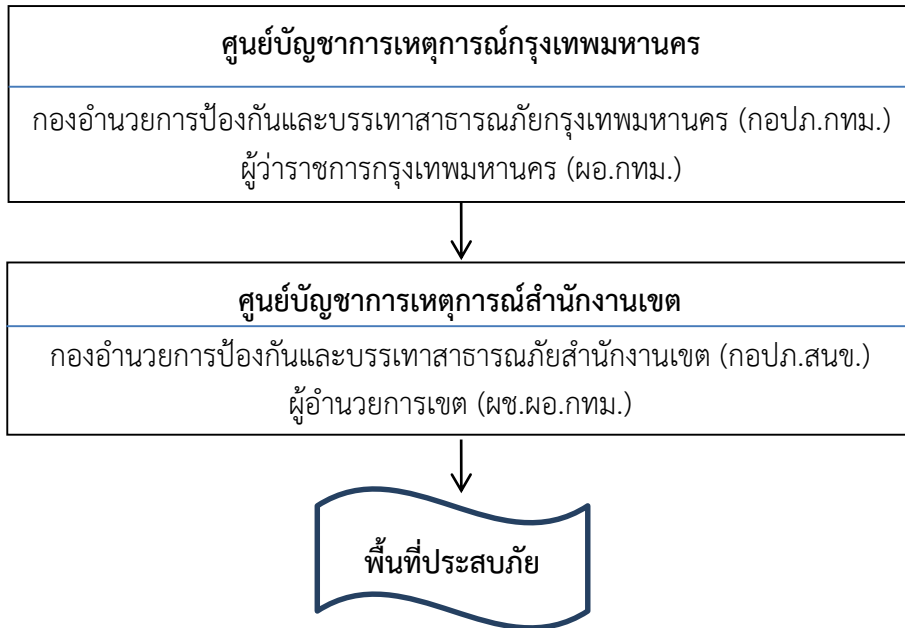 ศูนย์บัญชาการเหตุการณ์กรุงเทพมหานคร
กองอำนวยการป้องกันและบรรเทาสาธารณภัยกรุงเทพมหานคร (กอปภ.กทม.)
ผู้ว่าราชการกรุงเทพมหานคร (ผอ.กทม.)
ศูนย์บัญชาการเหตุการณ์สำนักงานเขต
กองอำนวยการป้องกันและบรรเทาสาธารณภัยสำนักงานเขต (กอปภ.สนข.)
ผู้อำนวยการเขต (ผช.ผอ.กทม.)
พื้นที่ประสบภัย